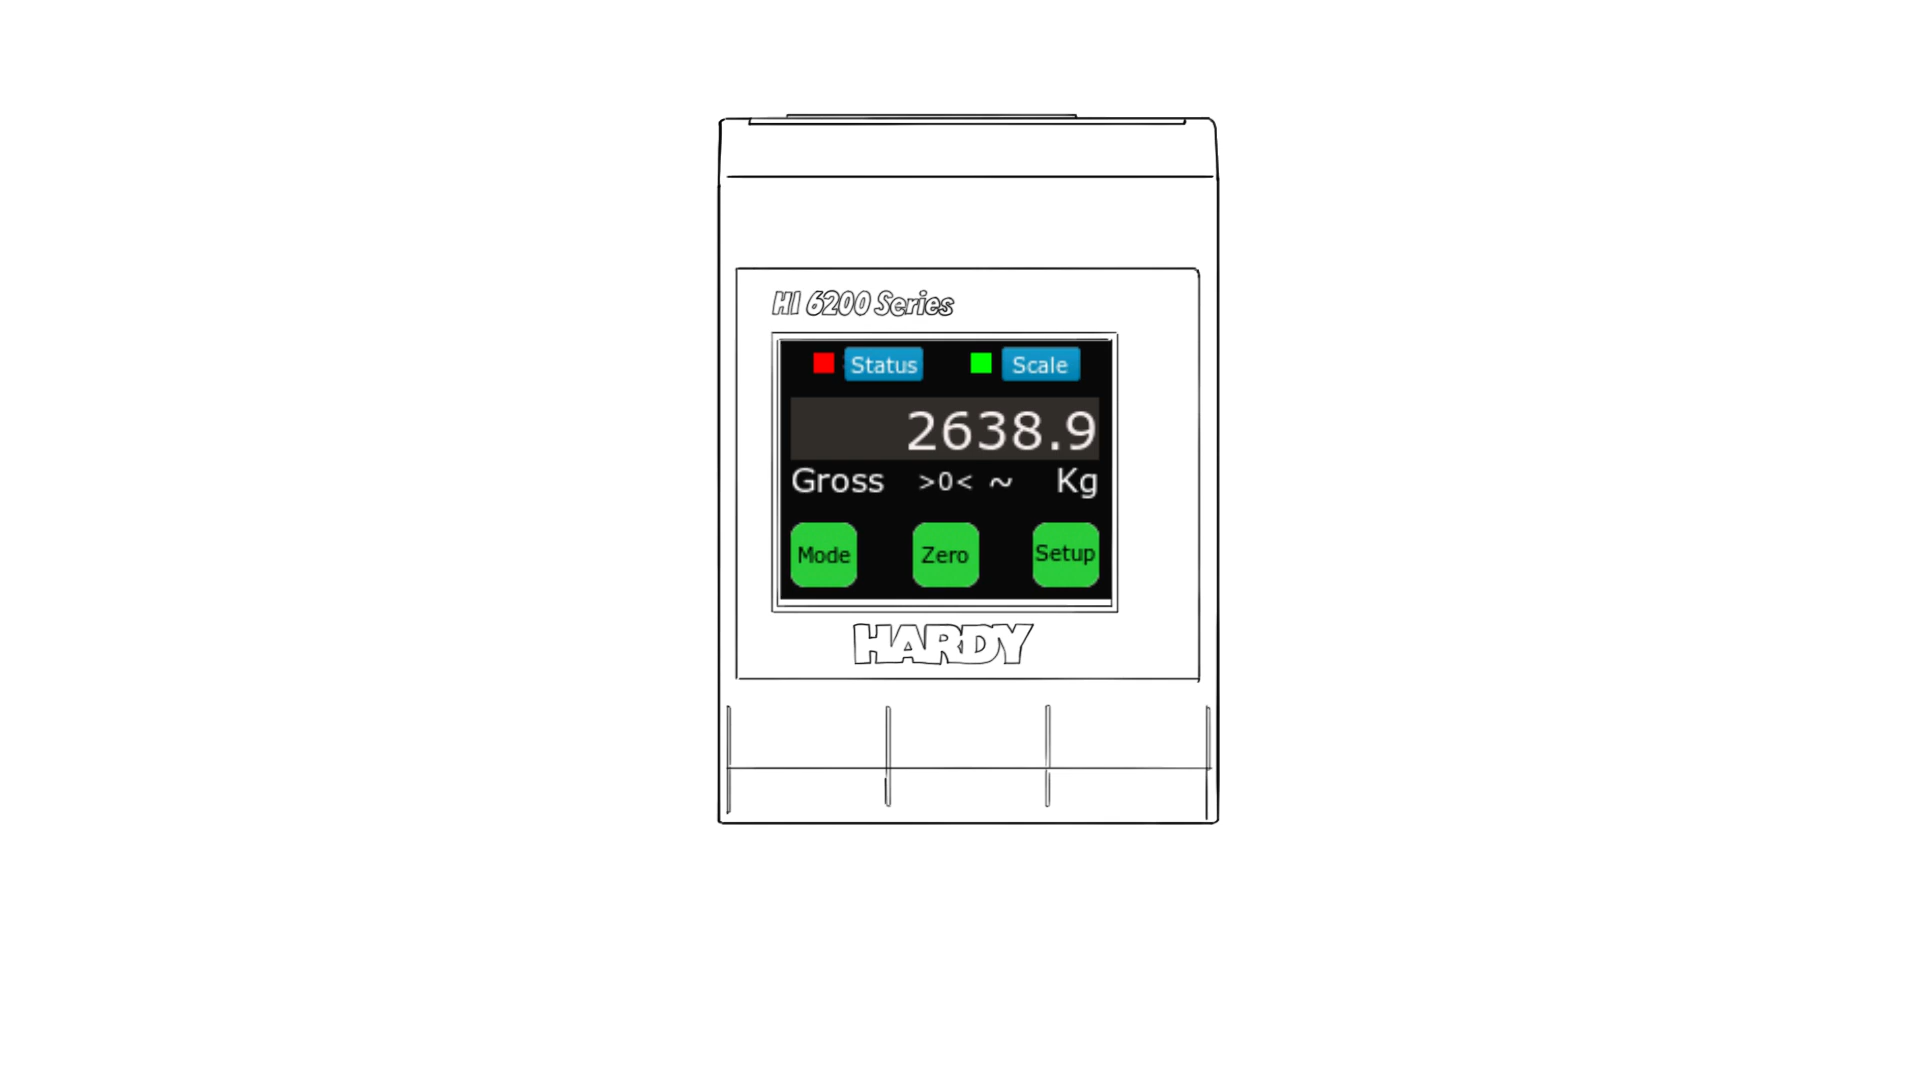 HI 6200 Series
Status Scale
2638.9
Gross >0< ~ Kg
Mode Zero Setup
HARDY